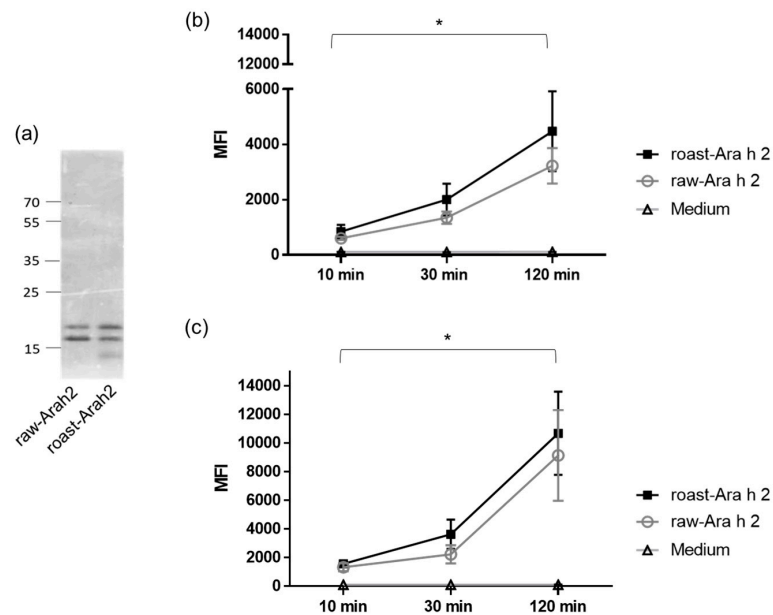 (a)
70
55
35
25
15
raw-Arah2
roast-Arah2
(b)
*
14000
12000
6000
4000
2000
0
MFI
10 min 30 min 120 min
roast-Ara h 2
raw-Ara h 2
Medium
(c)
*
14000
12000
10000
8000
6000
4000
2000
0
MFI
10 min 30 min 120 min
roast-Ara h 2
raw-Ara h 2
Medium